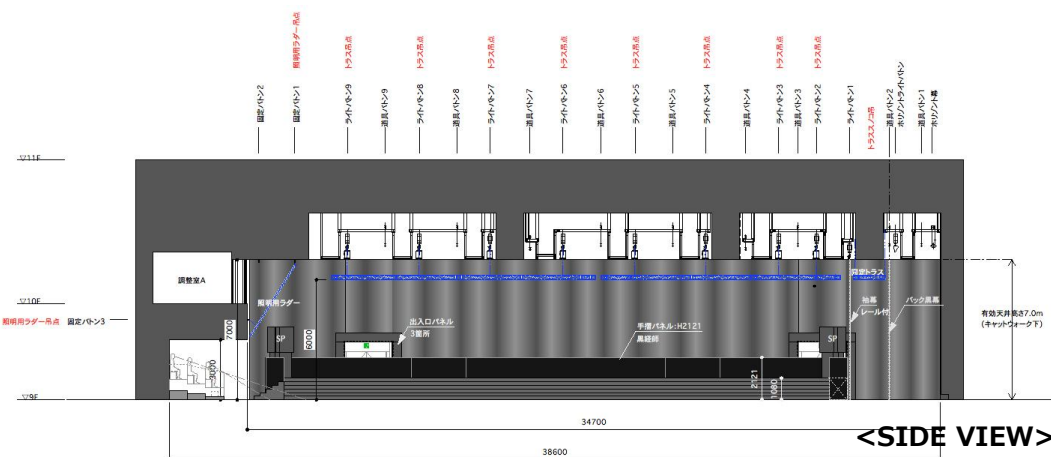 固定バトン2
照明用ラダー吊点
固定バトン1
トラス吊点
ライトバトン9
道具バトン9
トラス吊点
ライトバトン8
道具バトン8
トラス吊点
ライトバトン7
道具バトン7
トラス吊点
ライトバトン6
道具バトン6
トラス吊点
ライトバトン5
道具バトン5
トラス吊点
ライトバトン4
道具バトン4
トラス吊点
ライトバトン3
道具バトン3
トラス吊点
ライトバトン2
ライトバトン1
トラススノコ吊
道具バトン2
ホリゾントライトバトン
道具バトン1
ホリゾント幕
▽11F
調整室A
▽10F
照明用ラダー吊点
固定バトン3
照明用ラダー
固定トラス
袖幕
レール付
バック黒幕
有効天井高さ7.0m
(キャットウォーク下)
7000
6000
3000
SP
出入口パネル
3箇所
手摺パネル:H2121
黒経師
SP
2121
1080
▽9F
34700
38600
<SIDE VIEW>